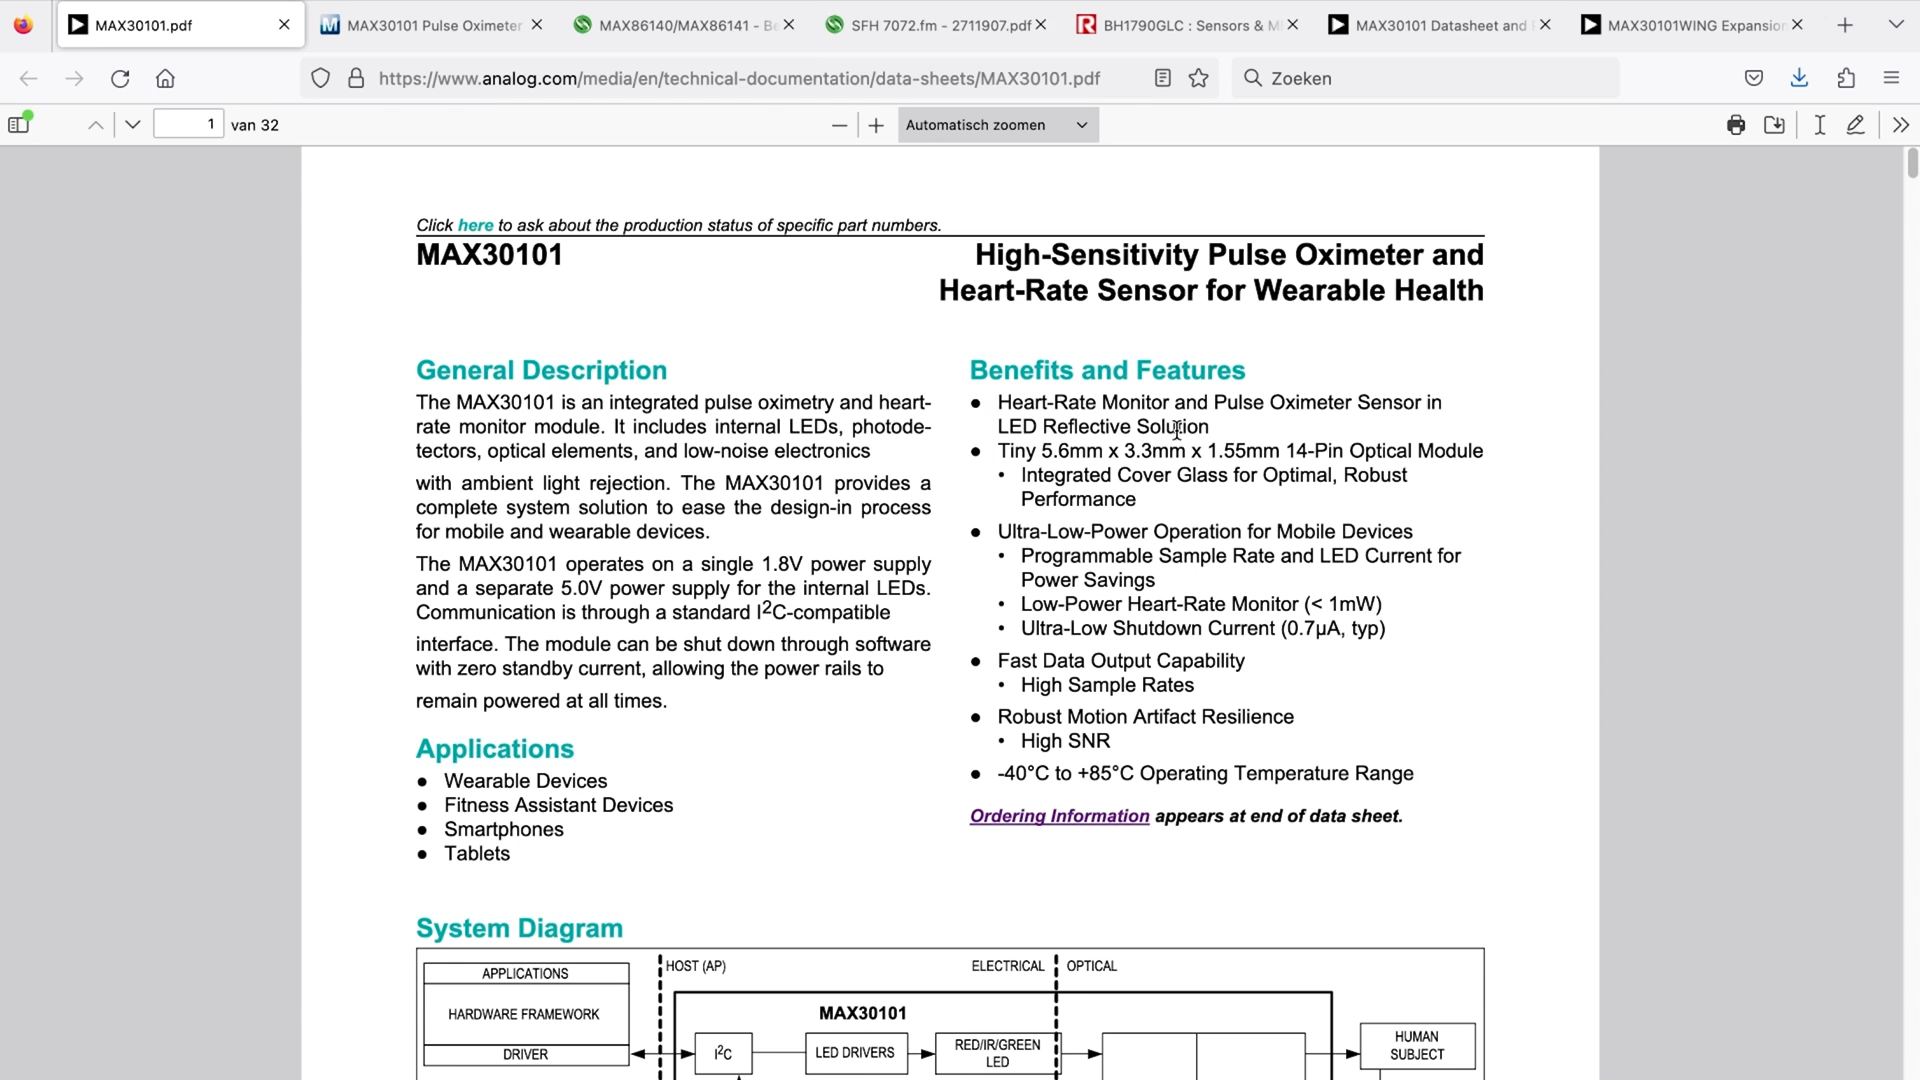 MAX30101.pdf
MAX30101 Pulse Oximeter
MAX86140/MAX86141 - Be
SFH 7072.fm - 2711907.pdf
BH1790GLC : Sensors & M
MAX30101 Datasheet and
MAX30101WING Expansion
https://www.analog.com/media/en/technical-documentation/data-sheets/MAX30101.pdf
Zoeken
1 van 32
Automatisch zoomen
Click here to ask about the production status of specific part numbers.
MAX30101
High-Sensitivity Pulse Oximeter and
Heart-Rate Sensor for Wearable Health
General Description
The MAX30101 is an integrated pulse oximetry and heart-
rate monitor module. It includes internal LEDs, photode-
tectors, optical elements, and low-noise electronics
with ambient light rejection. The MAX30101 provides a
complete system solution to ease the design-in process
for mobile and wearable devices.
The MAX30101 operates on a single 1.8V power supply
and a separate 5.0V power supply for the internal LEDs.
Communication is through a standard I2C-compatible
interface. The module can be shut down through software
with zero standby current, allowing the power rails to
remain powered at all times.
Applications
● Wearable Devices
● Fitness Assistant Devices
● Smartphones
● Tablets
Benefits and Features
● Heart-Rate Monitor and Pulse Oximeter Sensor in
LED Reflective Solution
● Tiny 5.6mm x 3.3mm x 1.55mm 14-Pin Optical Module
• Integrated Cover Glass for Optimal, Robust
Performance
● Ultra-Low-Power Operation for Mobile Devices
• Programmable Sample Rate and LED Current for
Power Savings
• Low-Power Heart-Rate Monitor (< 1mW)
• Ultra-Low Shutdown Current (0.7μA, typ)
● Fast Data Output Capability
• High Sample Rates
● Robust Motion Artifact Resilience
• High SNR
● -40°C to +85°C Operating Temperature Range
Ordering Information appears at end of data sheet.
System Diagram
APPLICATIONS
HARDWARE FRAMEWORK
DRIVER
HOST (AP)
ELECTRICAL
OPTICAL
MAX30101
I2C
LED DRIVERS
RED/IR/GREEN
LED
HUMAN
SUBJECT